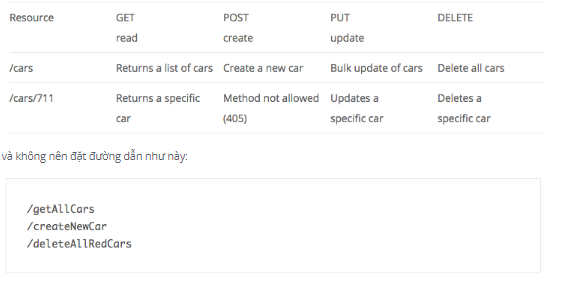 Resource GET POST PUT DELETE
read create update
/cars Returns a list of cars Create a new car Bulk update of cars Delete all cars
/cars/711 Returns a specific Method not allowed Updates a Deletes a
car (405) specific car specific car
và không nên đặt đường dẫn như này:
/getAllCars
/createNewCar
/deleteAllRedCars